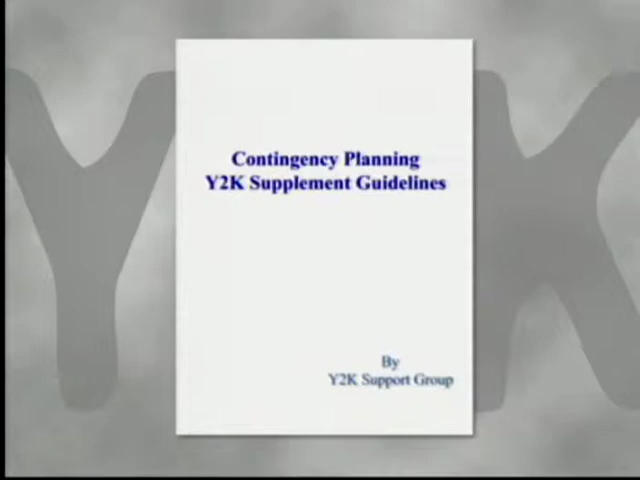 Y K
Contingency Planning
Y2K Supplement Guidelines
By
Y2K Support Group